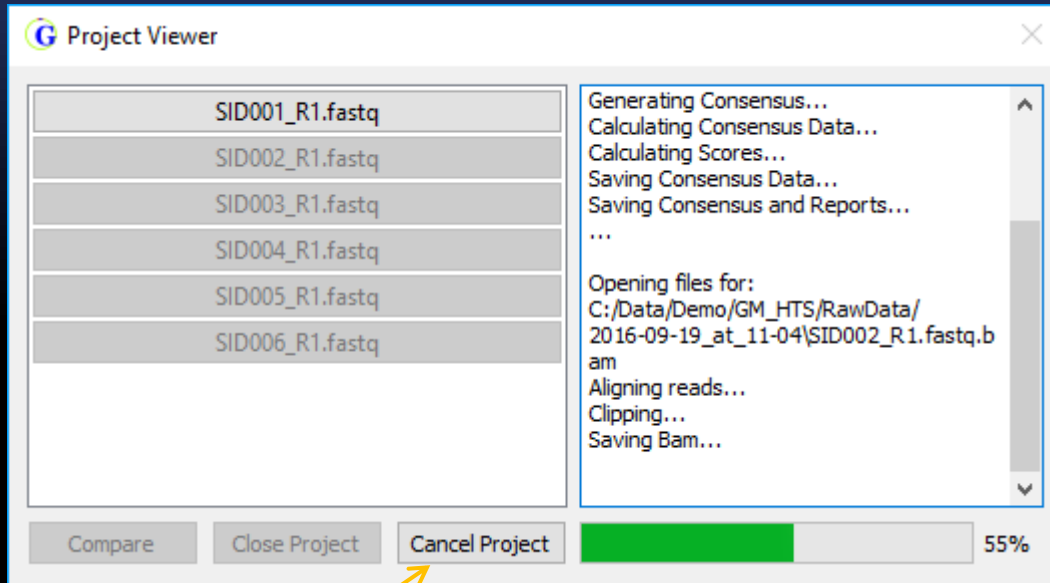 G Project Viewer
SID001_R1.fastq
SID002_R1.fastq
SID003_R1.fastq
SID004_R1.fastq
SID005_R1.fastq
SID006_R1.fastq
Generating Consensus...
Calculating Consensus Data...
Calculating Scores...
Saving Consensus Data...
Saving Consensus and Reports...
...
Opening files for:
C:/Data/Demo/GM_HTS/RawData/
2016-09-19_at_11-04\SID002_R1.fastq.b
am
Aligning reads...
Clipping...
Saving Bam...
Compare
Close Project
Cancel Project
55%